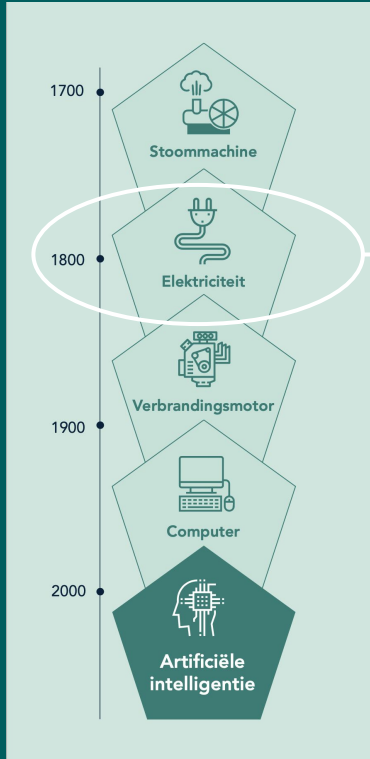 1700
Stoommachine
1800
Elektriciteit
Verbrandingsmotor
1900
Computer
2000
Artificiële
intelligentie